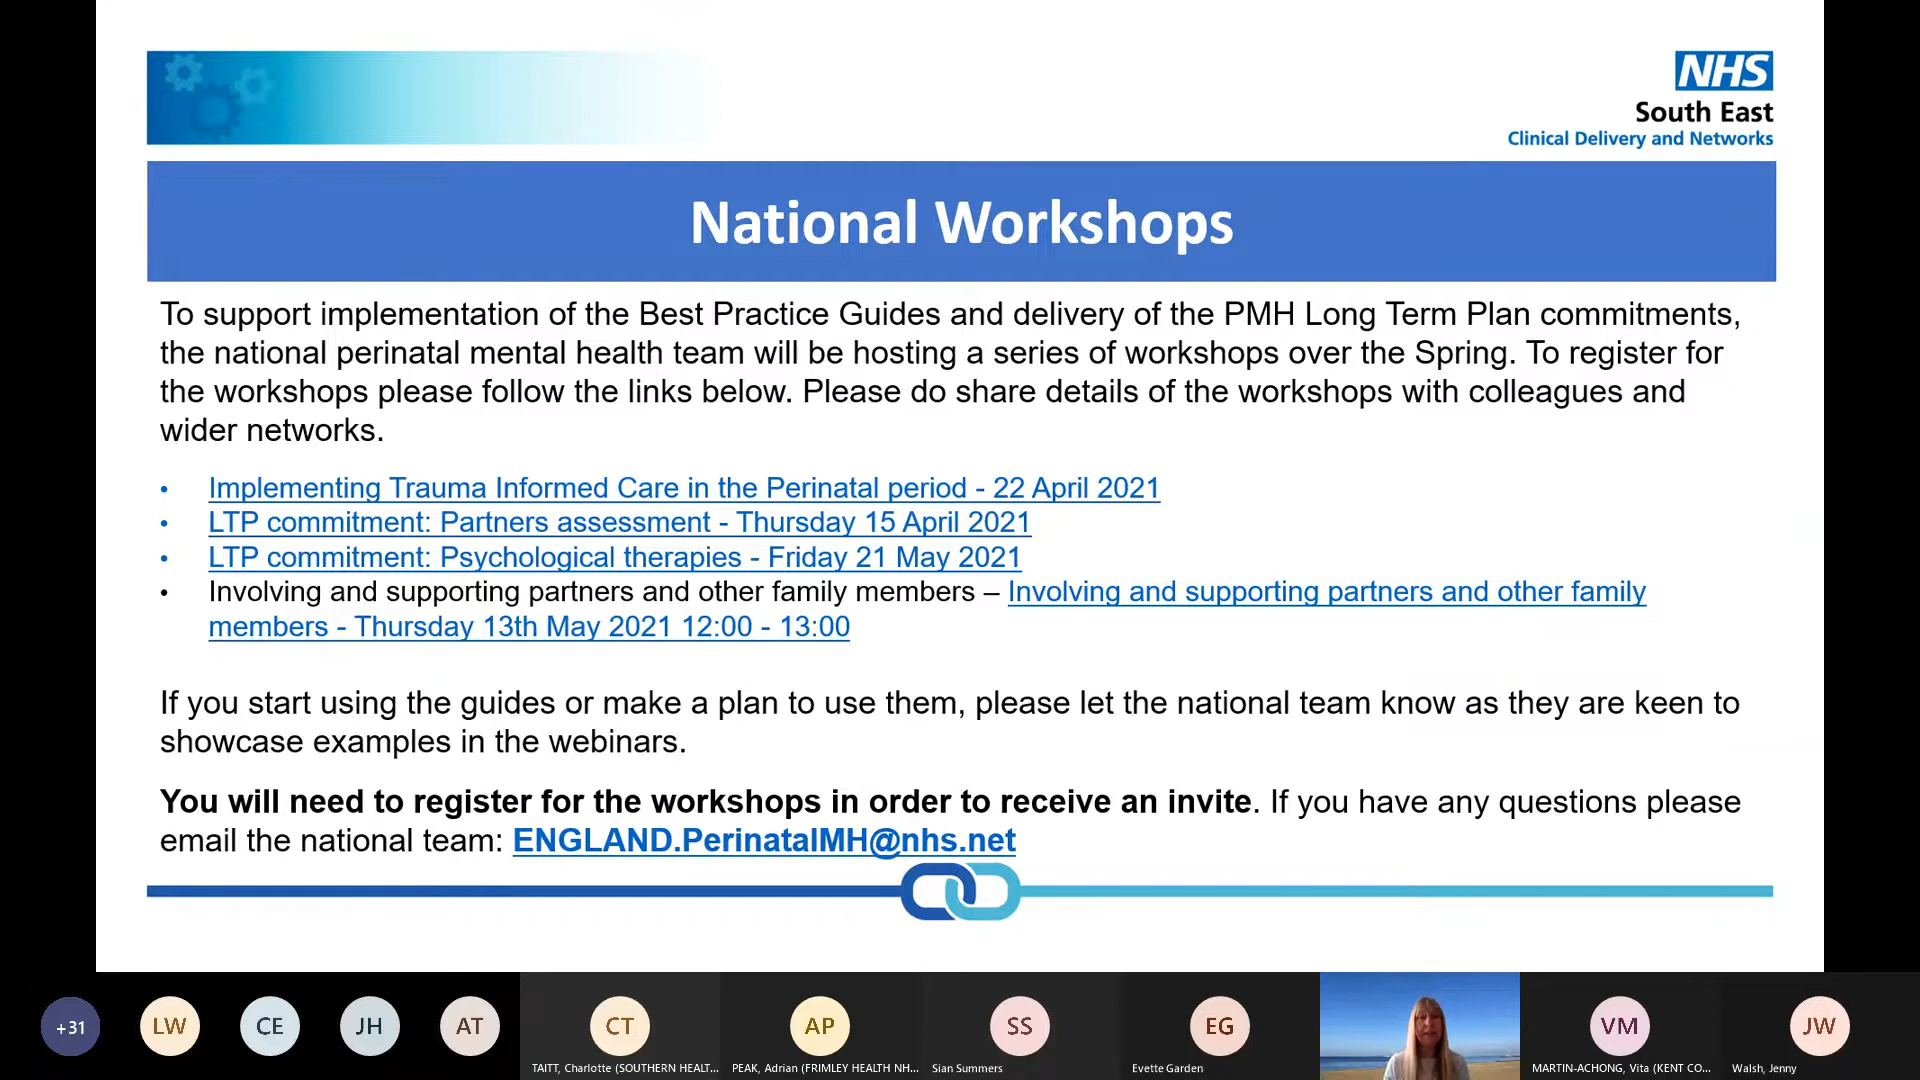 NHS
South East
Clinical Delivery and Networks
National Workshops
To support implementation of the Best Practice Guides and delivery of the PMH Long Term Plan commitments,
the national perinatal mental health team will be hosting a series of workshops over the Spring. To register for
the workshops please follow the links below. Please do share details of the workshops with colleagues and
wider networks.
• Implementing Trauma Informed Care in the Perinatal period - 22 April 2021
• LTP commitment: Partners assessment - Thursday 15 April 2021
• LTP commitment: Psychological therapies - Friday 21 May 2021
• Involving and supporting partners and other family members – Involving and supporting partners and other family
members - Thursday 13th May 2021 12:00 - 13:00
If you start using the guides or make a plan to use them, please let the national team know as they are keen to
showcase examples in the webinars.
You will need to register for the workshops in order to receive an invite. If you have any questions please
email the national team: ENGLAND.PerinatalMH@nhs.net
+31 LW CE JH AT CT AP SS EG VM JW
TAITT, Charlotte (SOUTHERN HEALT... PEAK, Adrian (FRIMLEY HEALTH NH... Sian Summers Evette Garden MARTIN-ACHONG, Vita (KENT CO... Walsh, Jenny